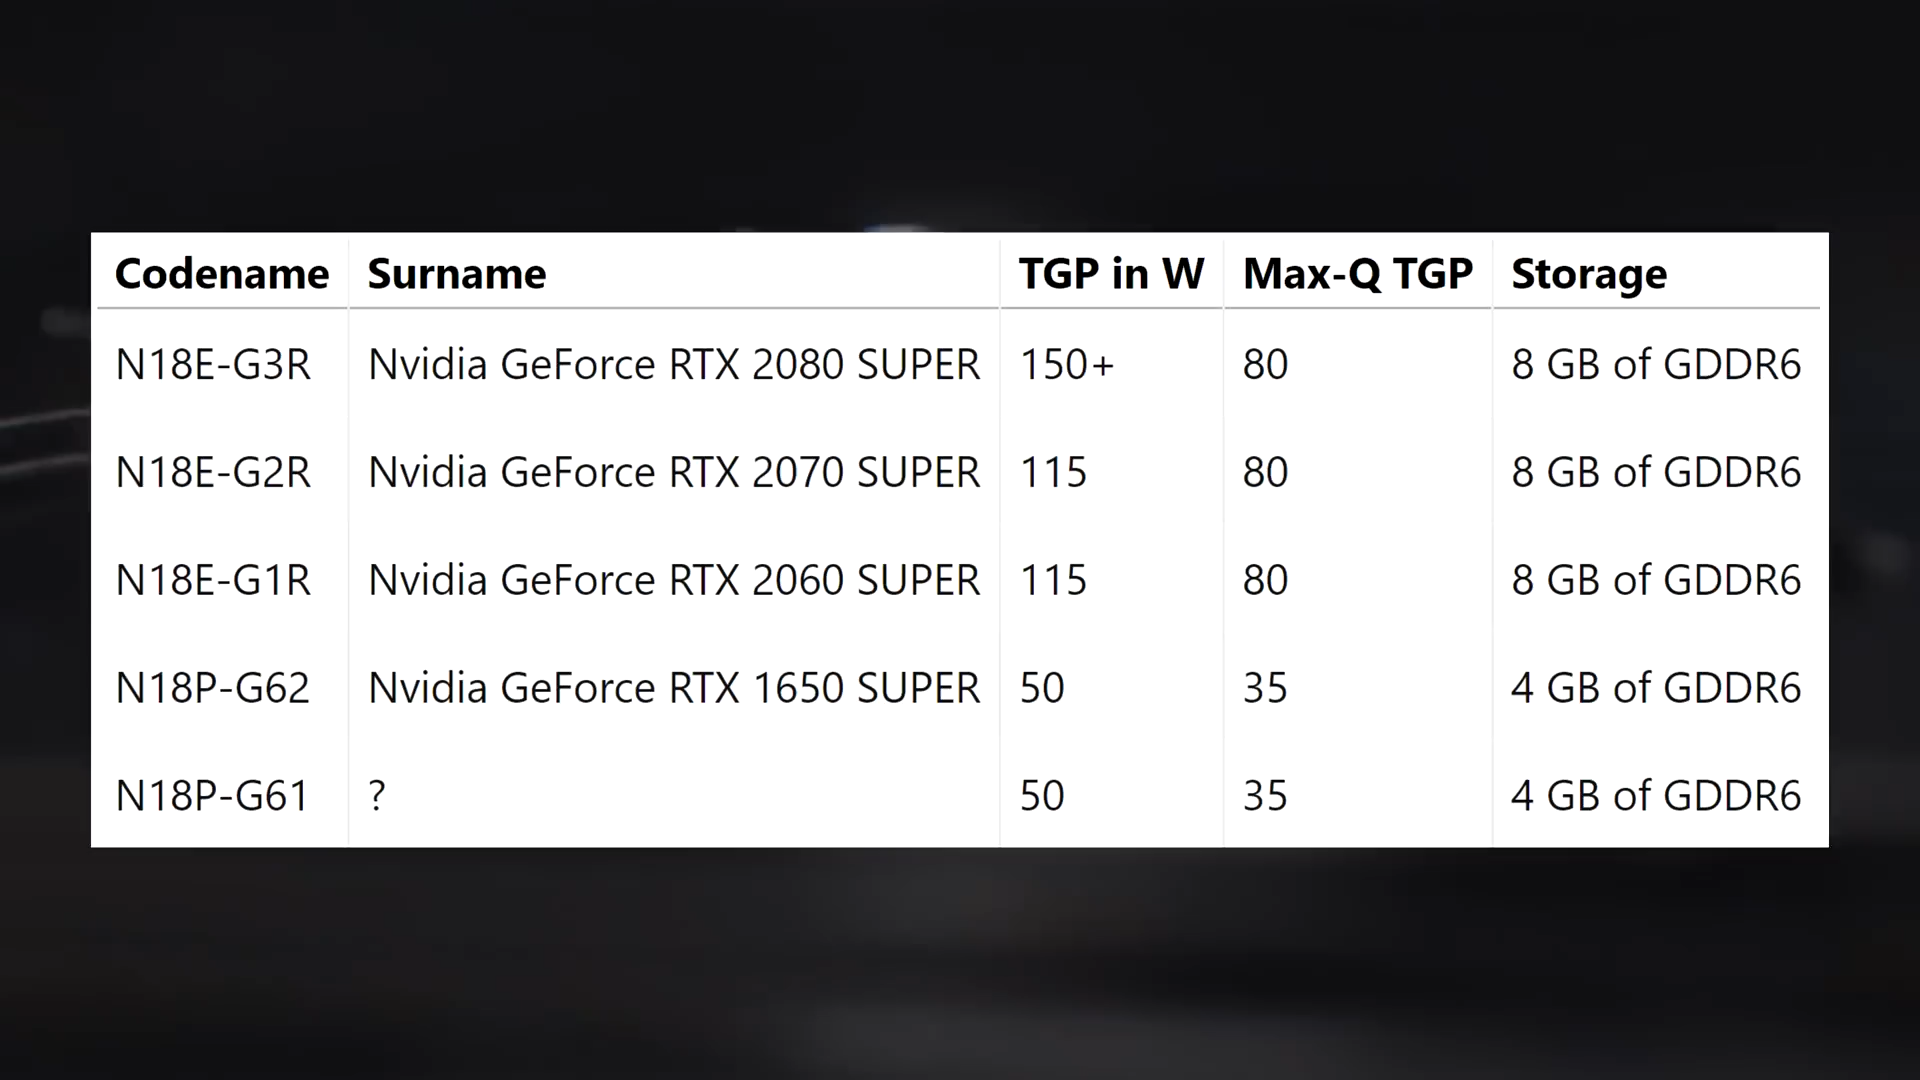 Codename Surname TGP in W Max-Q TGP Storage
N18E-G3R Nvidia GeForce RTX 2080 SUPER 150+ 80 8 GB of GDDR6
N18E-G2R Nvidia GeForce RTX 2070 SUPER 115 80 8 GB of GDDR6
N18E-G1R Nvidia GeForce RTX 2060 SUPER 115 80 8 GB of GDDR6
N18P-G62 Nvidia GeForce RTX 1650 SUPER 50 35 4 GB of GDDR6
N18P-G61 ? 50 35 4 GB of GDDR6